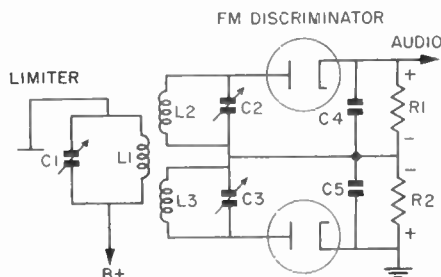 FM DISCRIMINATOR
AUDIO
LIMITER
+
L2
C2
C4
R1
C1
L1
-
-
L3
C3
C5
R2
+
B+